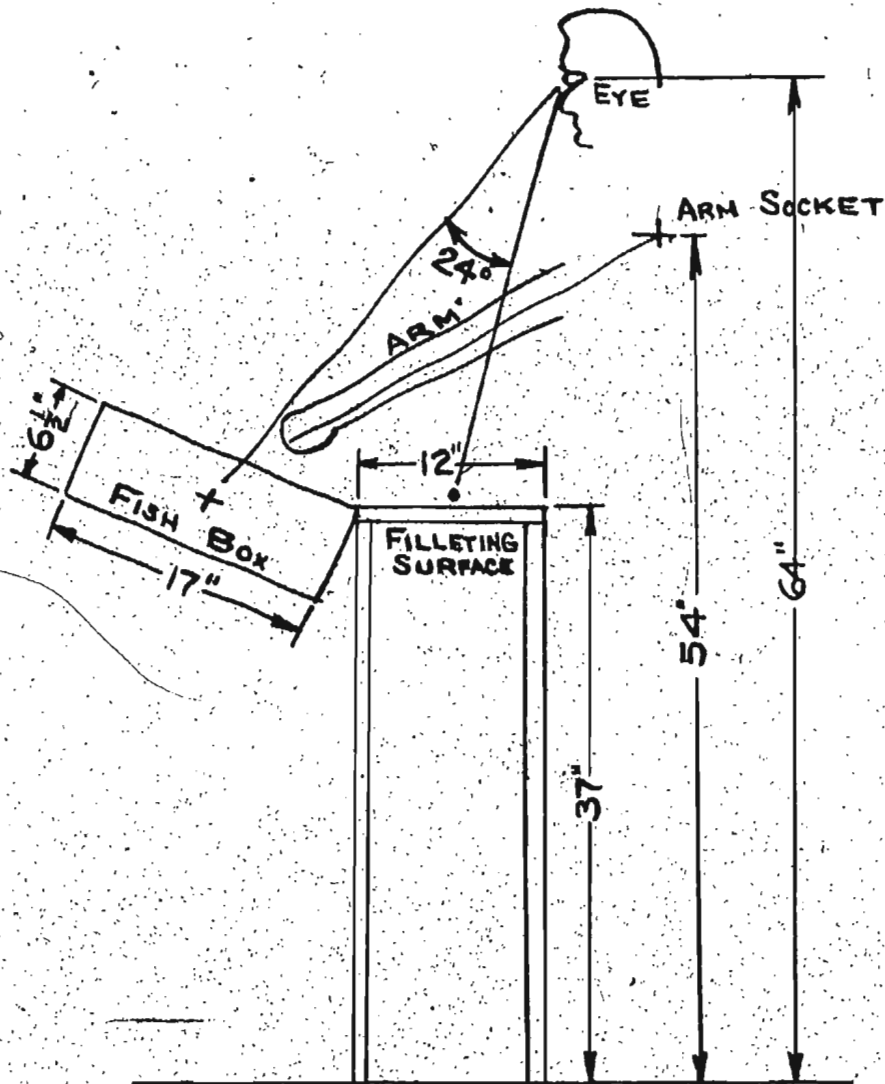 EYE
ARM SOCKET
24°
ARM
6½"
12"
FISH BOX
FILLETING
SURFACE
17"
64"
54"
37"